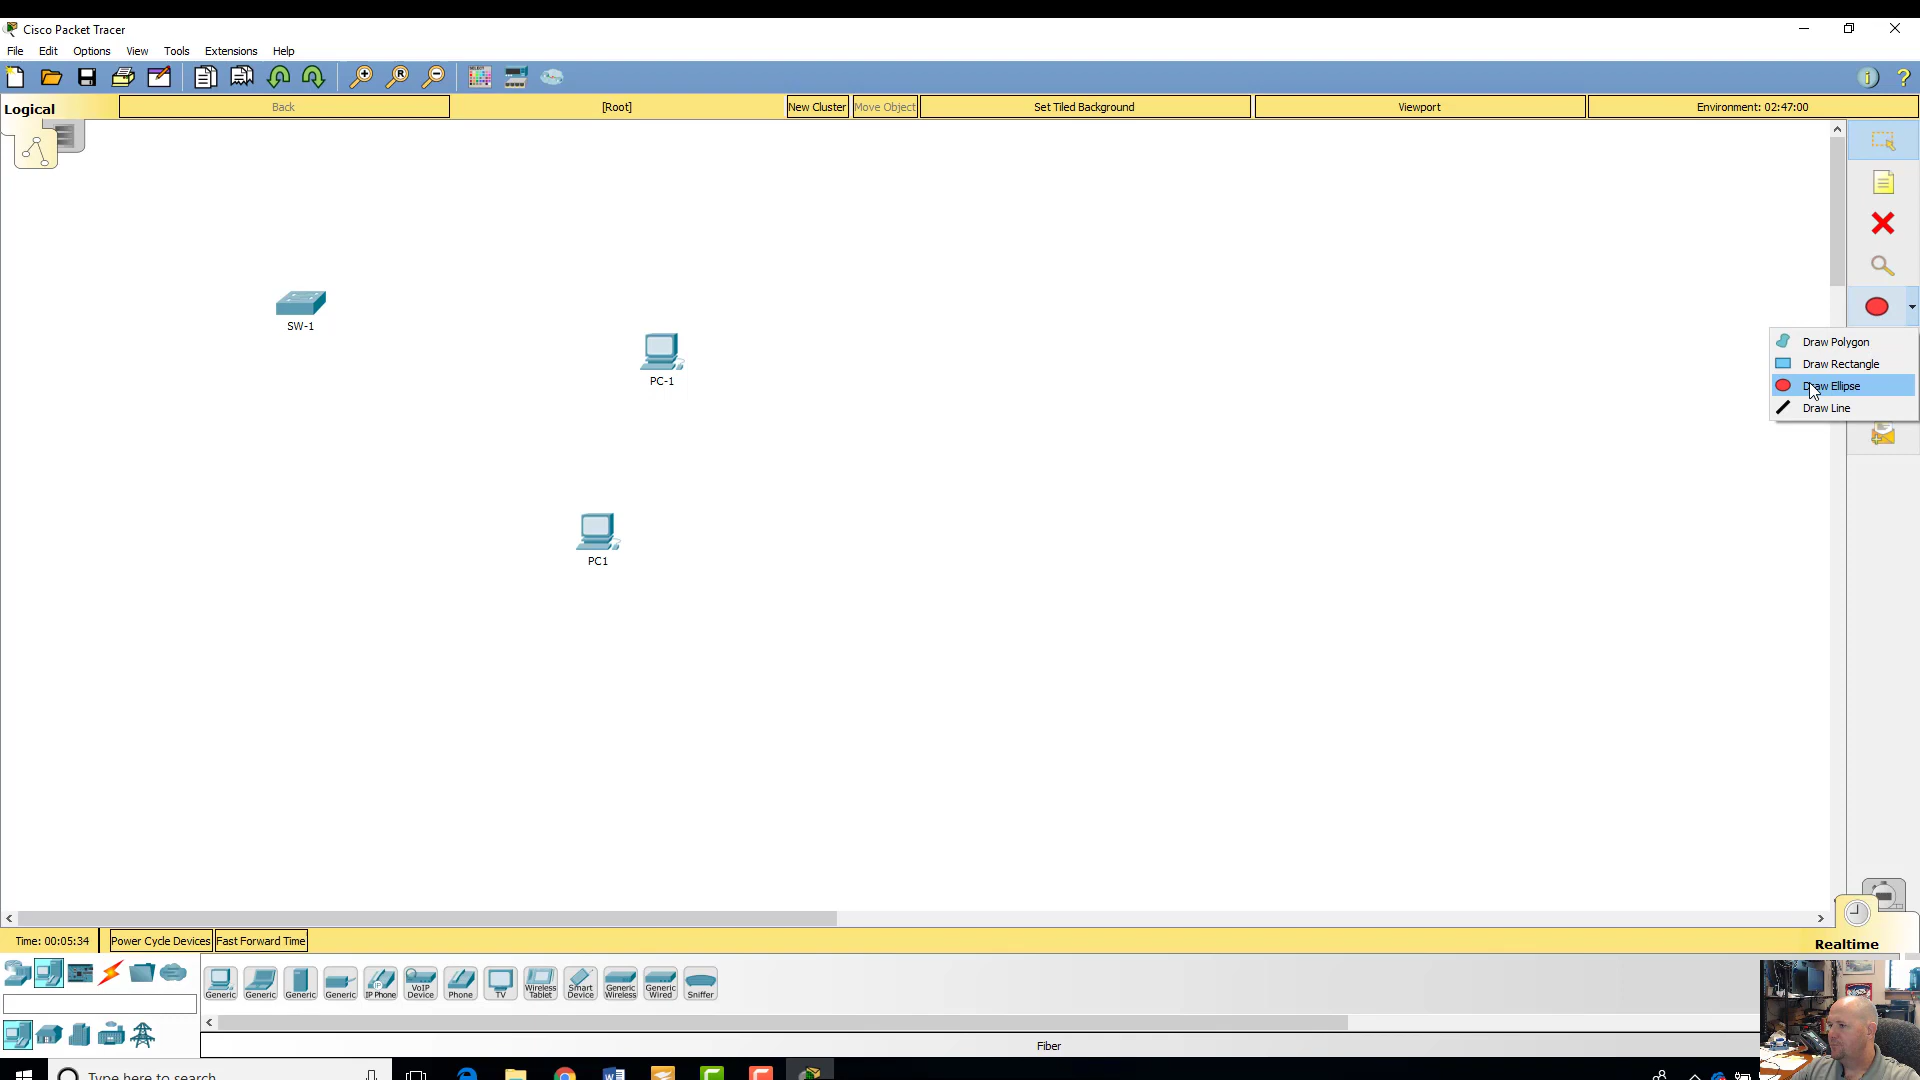 Cisco Packet Tracer
File Edit Options View Tools Extensions Help
Logical Back [Root] New Cluster Move Object Set Tiled Background Viewport Environment: 02:47:00
SW-1
PC-1
PC1
Draw Polygon
Draw Rectangle
Draw Ellipse
Draw Line
Time: 00:05:34 Power Cycle Devices Fast Forward Time
Realtime
Generic Generic Generic Generic IP Phone VoIP Device Phone TV Wireless Tablet Smart Device Generic Wireless Generic Wired Sniffer
Fiber
Type here to search